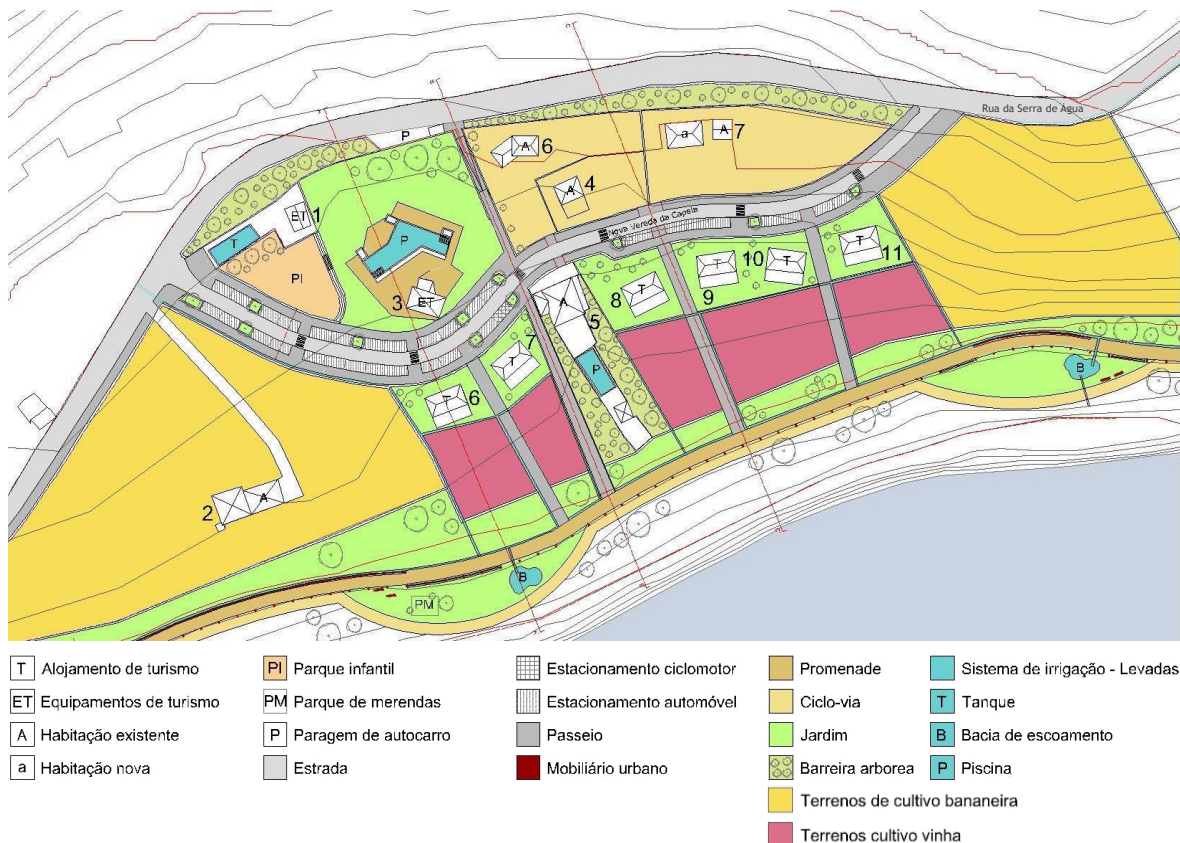 Rua da Serra de Água
P
A
6
a
A
7
A
4
ET
1
T
P
Nova Vereda da Capela
PI
3
ET
T
10
T
T
11
8
T
9
A
5
7
T
P
6
T
B
2
A
B
PM
T Alojamento de turismo
ET Equipamentos de turismo
A Habitação existente
a Habitação nova
PI Parque infantil
PM Parque de merendas
P Paragem de autocarro
Estrada
Estacionamento ciclomotor
Estacionamento automóvel
Passeio
Mobiliário urbano
Promenade
Ciclo-via
Jardim
Barreira arborea
Terrenos de cultivo bananeira
Terrenos cultivo vinha
Sistema de irrigação - Levadas
T Tanque
B Bacia de escoamento
P Piscina